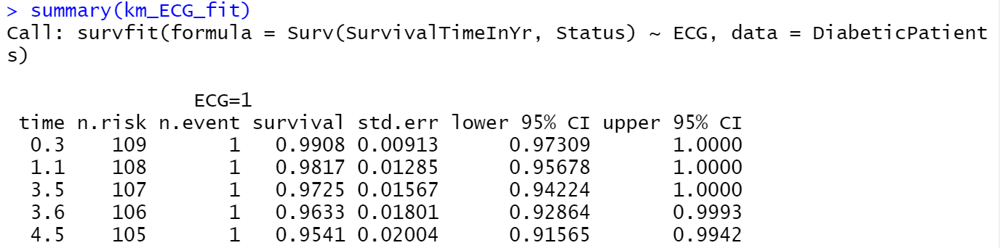 > summary(km_ECG_fit)
Call: survfit(formula = Surv(SurvivalTimeInYr, Status) ~ ECG, data = DiabeticPatient
s)
ECG=1
time n.risk n.event survival std.err lower 95% CI upper 95% CI
0.3 109 1 0.9908 0.00913 0.97309 1.0000
1.1 108 1 0.9817 0.01285 0.95678 1.0000
3.5 107 1 0.9725 0.01567 0.94224 1.0000
3.6 106 1 0.9633 0.01801 0.92864 0.9993
4.5 105 1 0.9541 0.02004 0.91565 0.9942